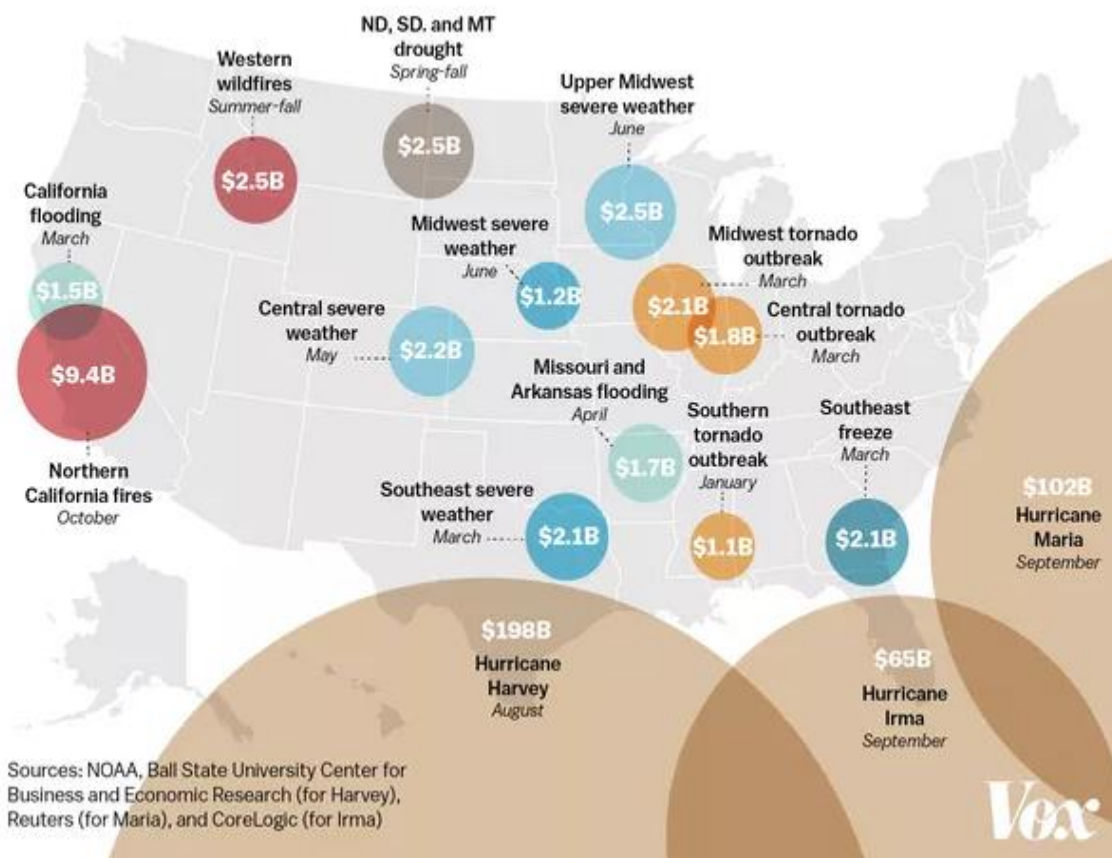 ND, SD. and MT
drought
Spring-fall
$2.5B
Western
wildfires
Summer-fall
$2.5B
Upper Midwest
severe weather
June
$2.5B
California
flooding
March
$1.5B
$9.4B
Northern
California fires
October
Midwest severe
weather
June
$1.2B
Midwest tornado
outbreak
March
$2.1B
Central tornado
outbreak
March
$1.8B
Central severe
weather
May
$2.2B
Missouri and
Arkansas flooding
April
$1.7B
Southern
tornado
outbreak
January
$1.1B
Southeast
freeze
March
$2.1B
Southeast severe
weather
March
$2.1B
$102B
Hurricane
Maria
September
$198B
Hurricane
Harvey
August
$65B
Hurricane
Irma
September
Sources: NOAA, Ball State University Center for
Business and Economic Research (for Harvey),
Reuters (for Maria), and CoreLogic (for Irma)
Vox